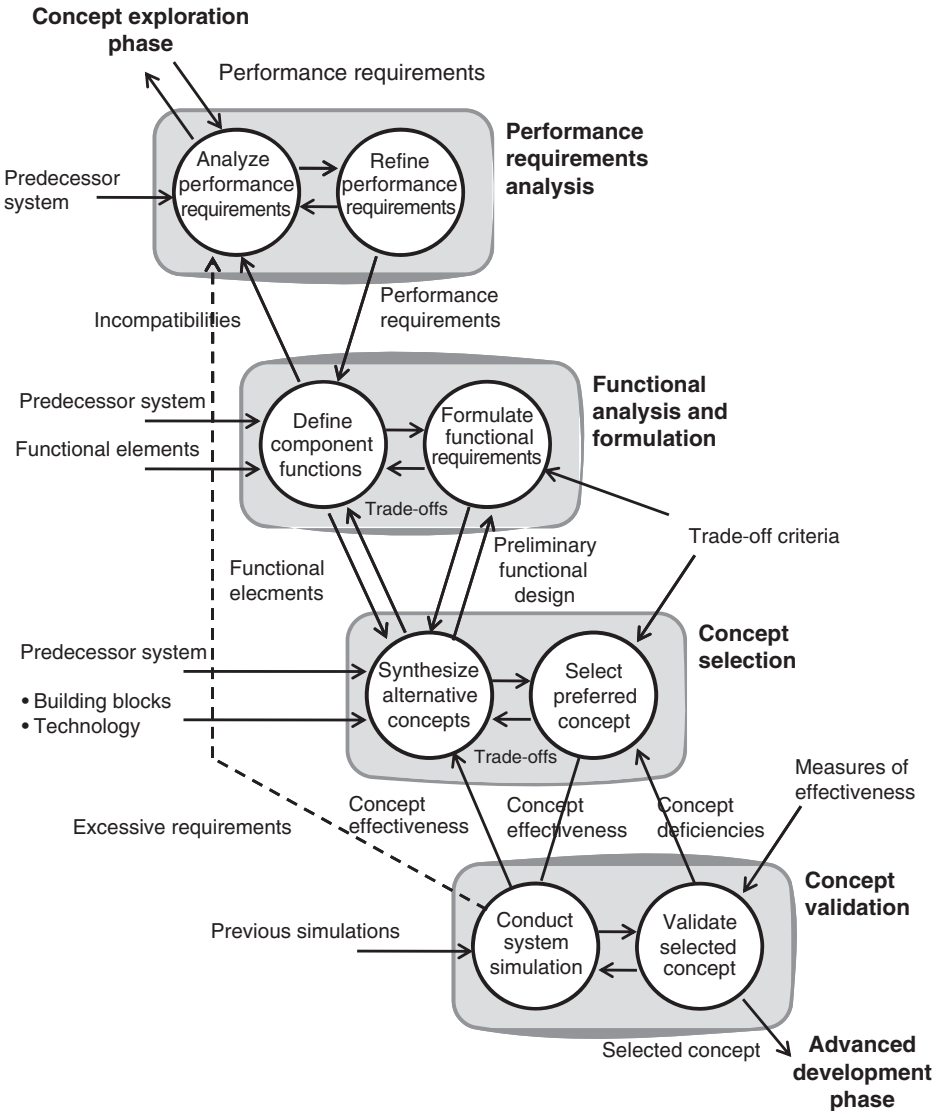 Concept exploration
phase
Performance requirements
Performance
requirements
analysis
Analyze
performance
requirements
Refine
performance
requirements
Predecessor
system
Performance
requirements
Incompatibilities
Functional
analysis and
formulation
Predecessor system
Functional elements
Define
component
functions
Formulate
functional
requirements
Trade-offs
Trade-off criteria
Functional
elecments
Preliminary
functional
design
Concept
selection
Predecessor system
• Building blocks
• Technology
Synthesize
alternative
concepts
Select
preferred
concept
Trade-offs
Measures of
effectiveness
Excessive requirements
Concept
effectiveness
Concept
effectiveness
Concept
deficiencies
Concept
validation
Previous simulations
Conduct
system
simulation
Validate
selected
concept
Selected concept
Advanced
development
phase